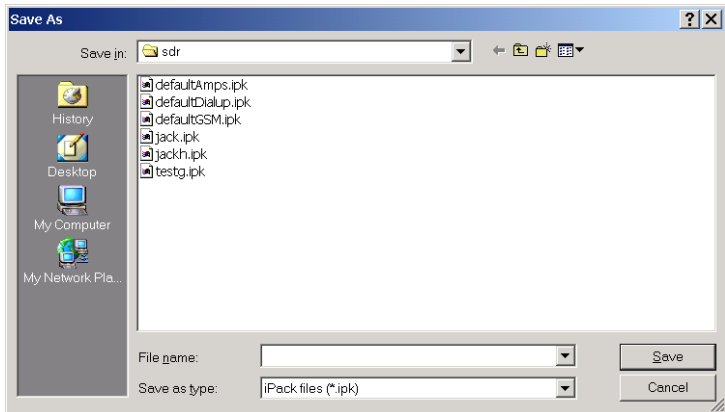 Save As
Save in: sdr
History
Desktop
My Computer
My Network Pla...
defaultAmps.ipk
defaultDialup.ipk
defaultGSM.ipk
jack.ipk
jackh.ipk
testg.ipk
File name:
Save
Save as type: iPack files (*.ipk)
Cancel